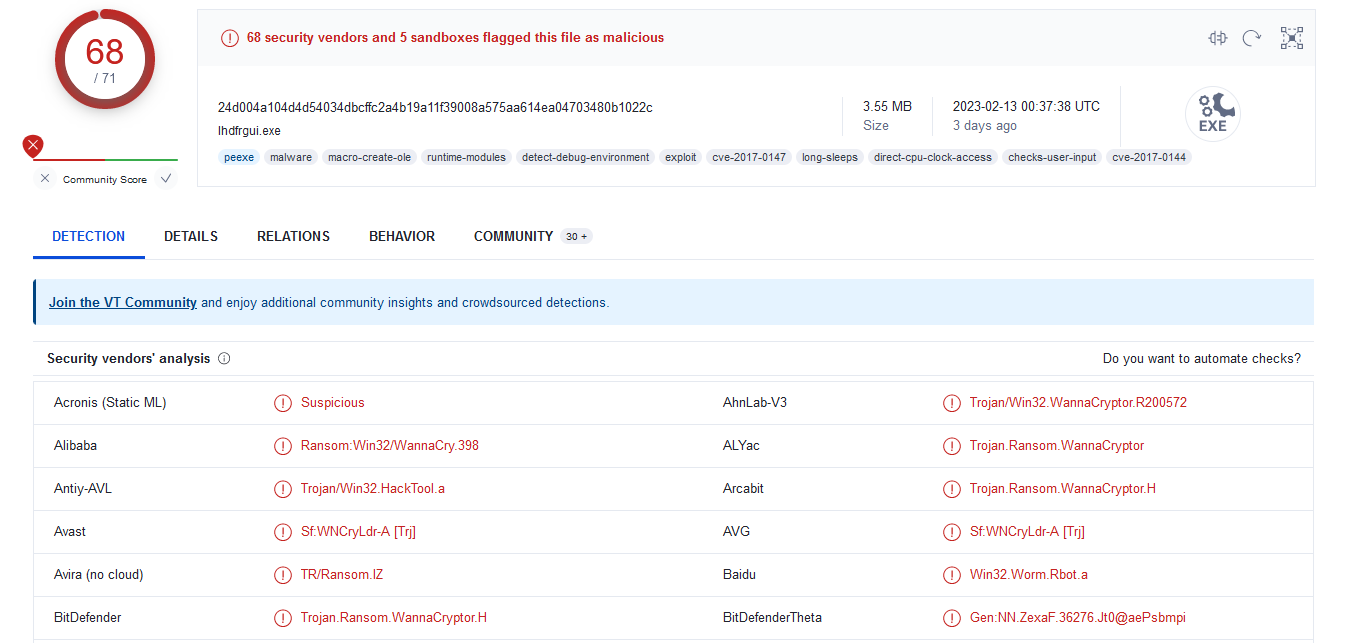 68
/ 71
68 security vendors and 5 sandboxes flagged this file as malicious
24d004a104d4d54034dbcffc2a4b19a11f39008a575aa614ea04703480b1022c
lhdfrgui.exe
3.55 MB
Size
2023-02-13 00:37:38 UTC
3 days ago
EXE
peexe malware macro-create-ole runtime-modules detect-debug-environment exploit cve-2017-0147 long-sleeps direct-cpu-clock-access checks-user-input cve-2017-0144
Community Score
DETECTION DETAILS RELATIONS BEHAVIOR COMMUNITY 30 +
Join the VT Community and enjoy additional community insights and crowdsourced detections.
Security vendors' analysis Do you want to automate checks?
Acronis (Static ML) Suspicious AhnLab-V3 Trojan/Win32.WannaCryptor.R200572
Alibaba Ransom:Win32/WannaCry.398 ALYac Trojan.Ransom.WannaCryptor
Antiy-AVL Trojan/Win32.HackTool.a Arcabit Trojan.Ransom.WannaCryptor.H
Avast Sf:WNCryLdr-A [Trj] AVG Sf:WNCryLdr-A [Trj]
Avira (no cloud) TR/Ransom.IZ Baidu Win32.Worm.Rbot.a
BitDefender Trojan.Ransom.WannaCryptor.H BitDefenderTheta Gen:NN.ZexaF.36276.Jt0@aePsbmpi